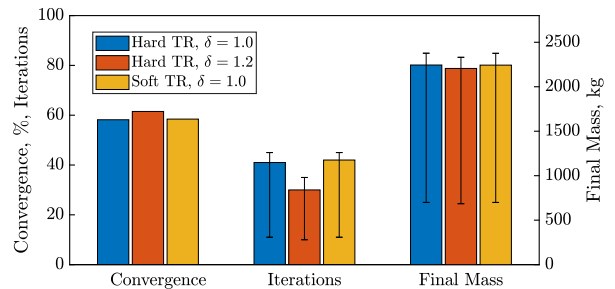 Convergence, %, Iterations
100
80
60
40
20
0
Hard TR, δ = 1.0
Hard TR, δ = 1.2
Soft TR, δ = 1.0
Convergence
Iterations
Final Mass
2500
2000
1500
1000
500
0
Final Mass, kg